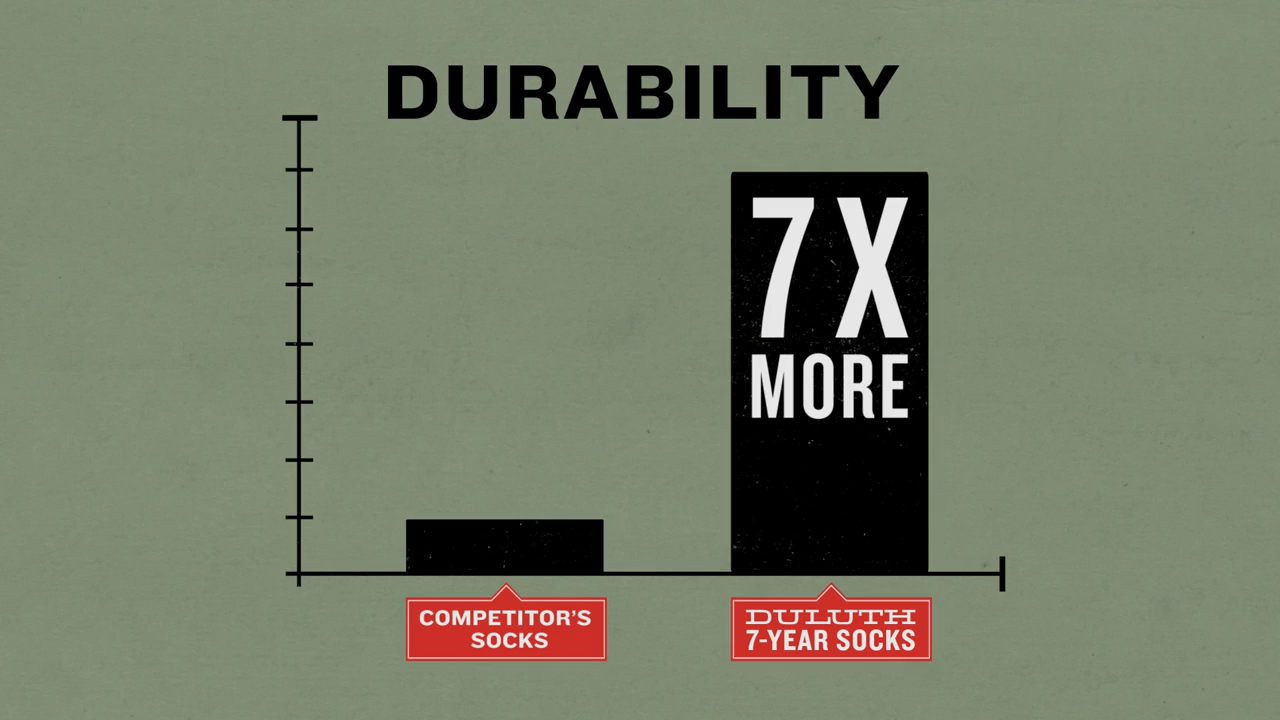 DURABILITY
7X
MORE
COMPETITOR'S
SOCKS
DULUTH
7-YEAR SOCKS